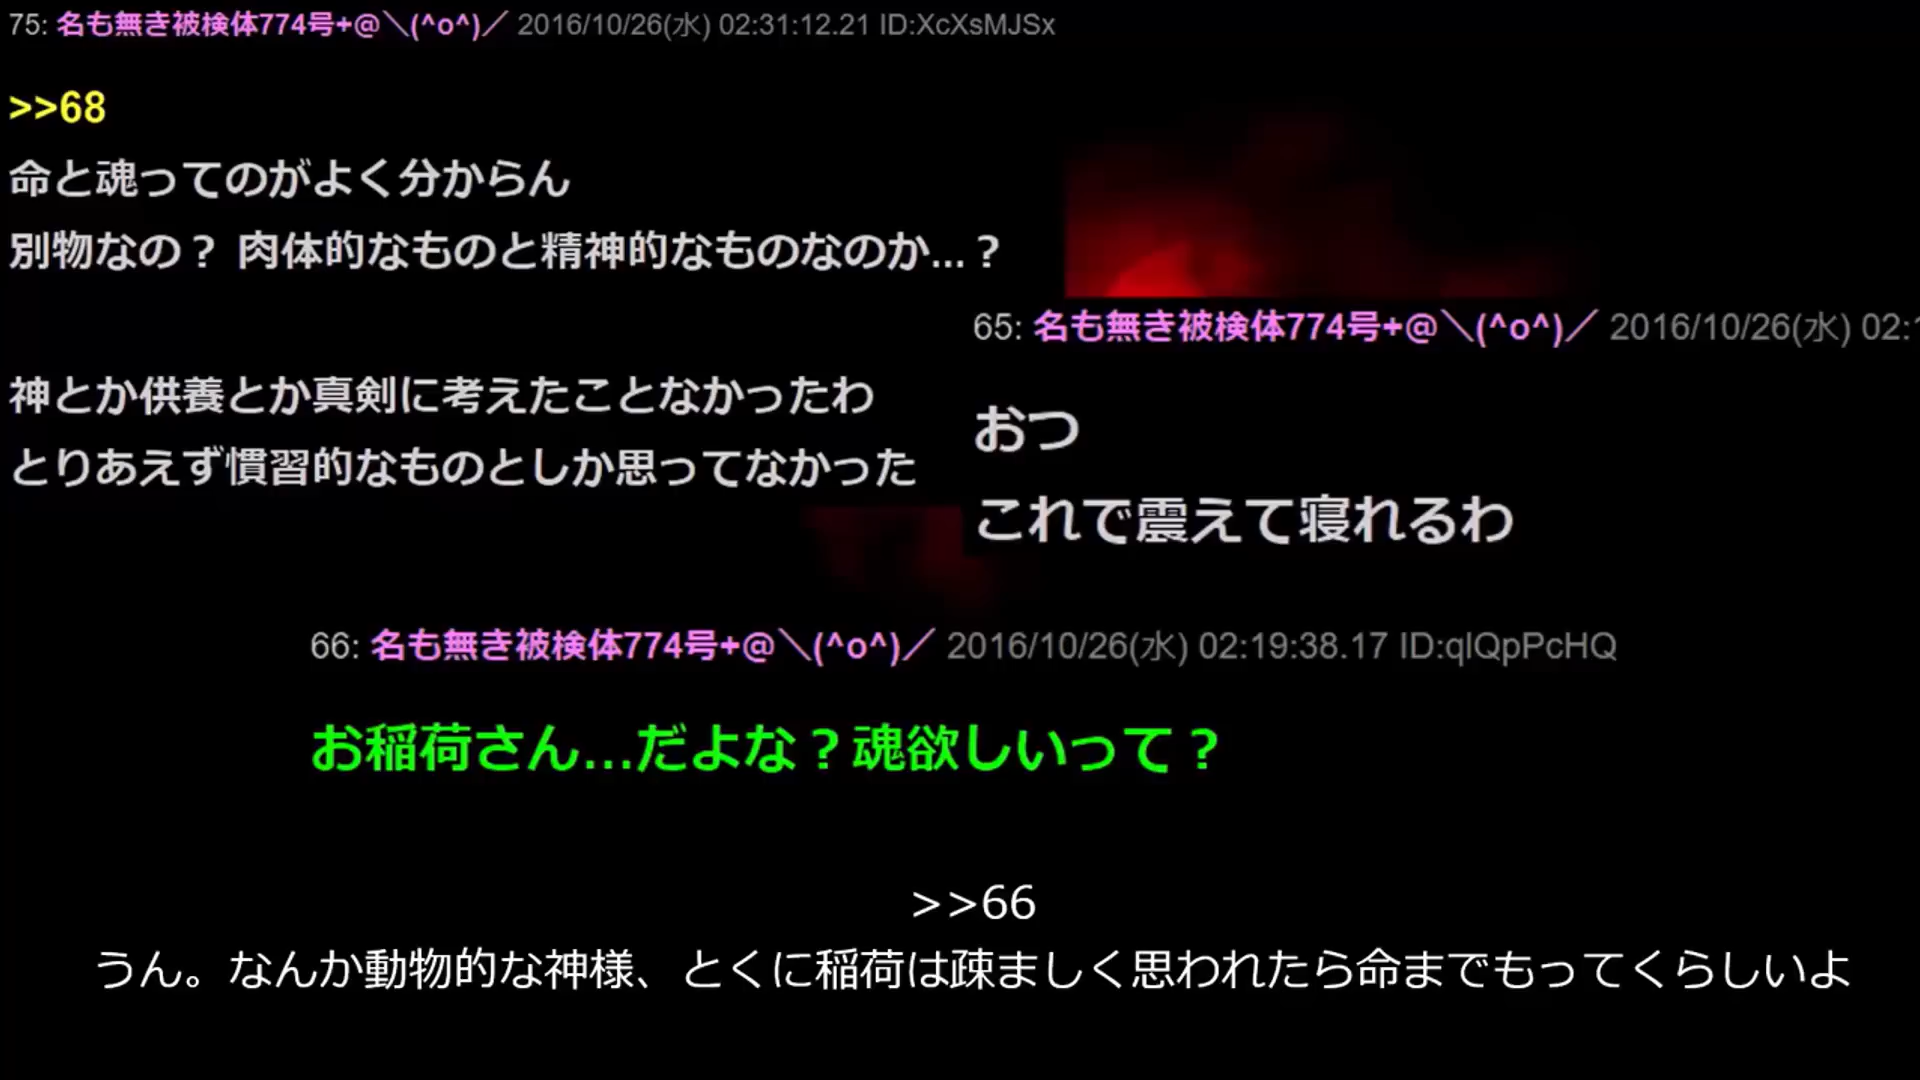 75: 名も無き被検体774号+@＼(^o^)／ 2016/10/26(水) 02:31:12.21 ID:XcXsMJSx
>>68
命と魂ってのがよく分からん
別物なの？ 肉体的なものと精神的なものなのか…？
神とか供養とか真剣に考えたことなかったわ
とりあえず慣習的なものとしか思ってなかった
65: 名も無き被検体774号+@＼(^o^)／ 2016/10/26(水) 02:
おつ
これで震えて寝れるわ
66: 名も無き被検体774号+@＼(^o^)／ 2016/10/26(水) 02:19:38.17 ID:qlQpPcHQ
お稲荷さん…だよな？魂欲しいって？
>>66
うん。なんか動物的な神様、とくに稲荷は疎ましく思われたら命までもってくらしいよ